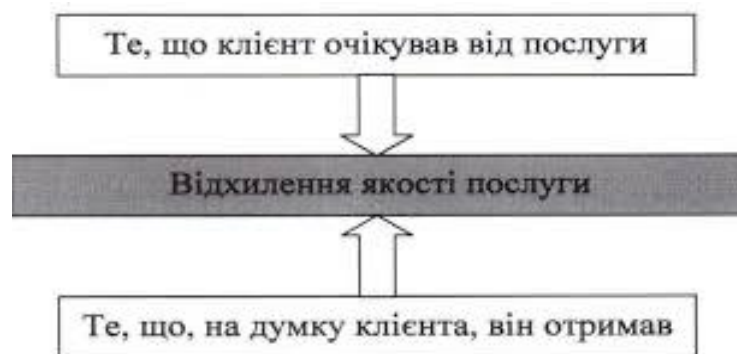 Те, що клієнт очікував від послуги
Відхилення якості послуги
Те, що, на думку клієнта, він отримав